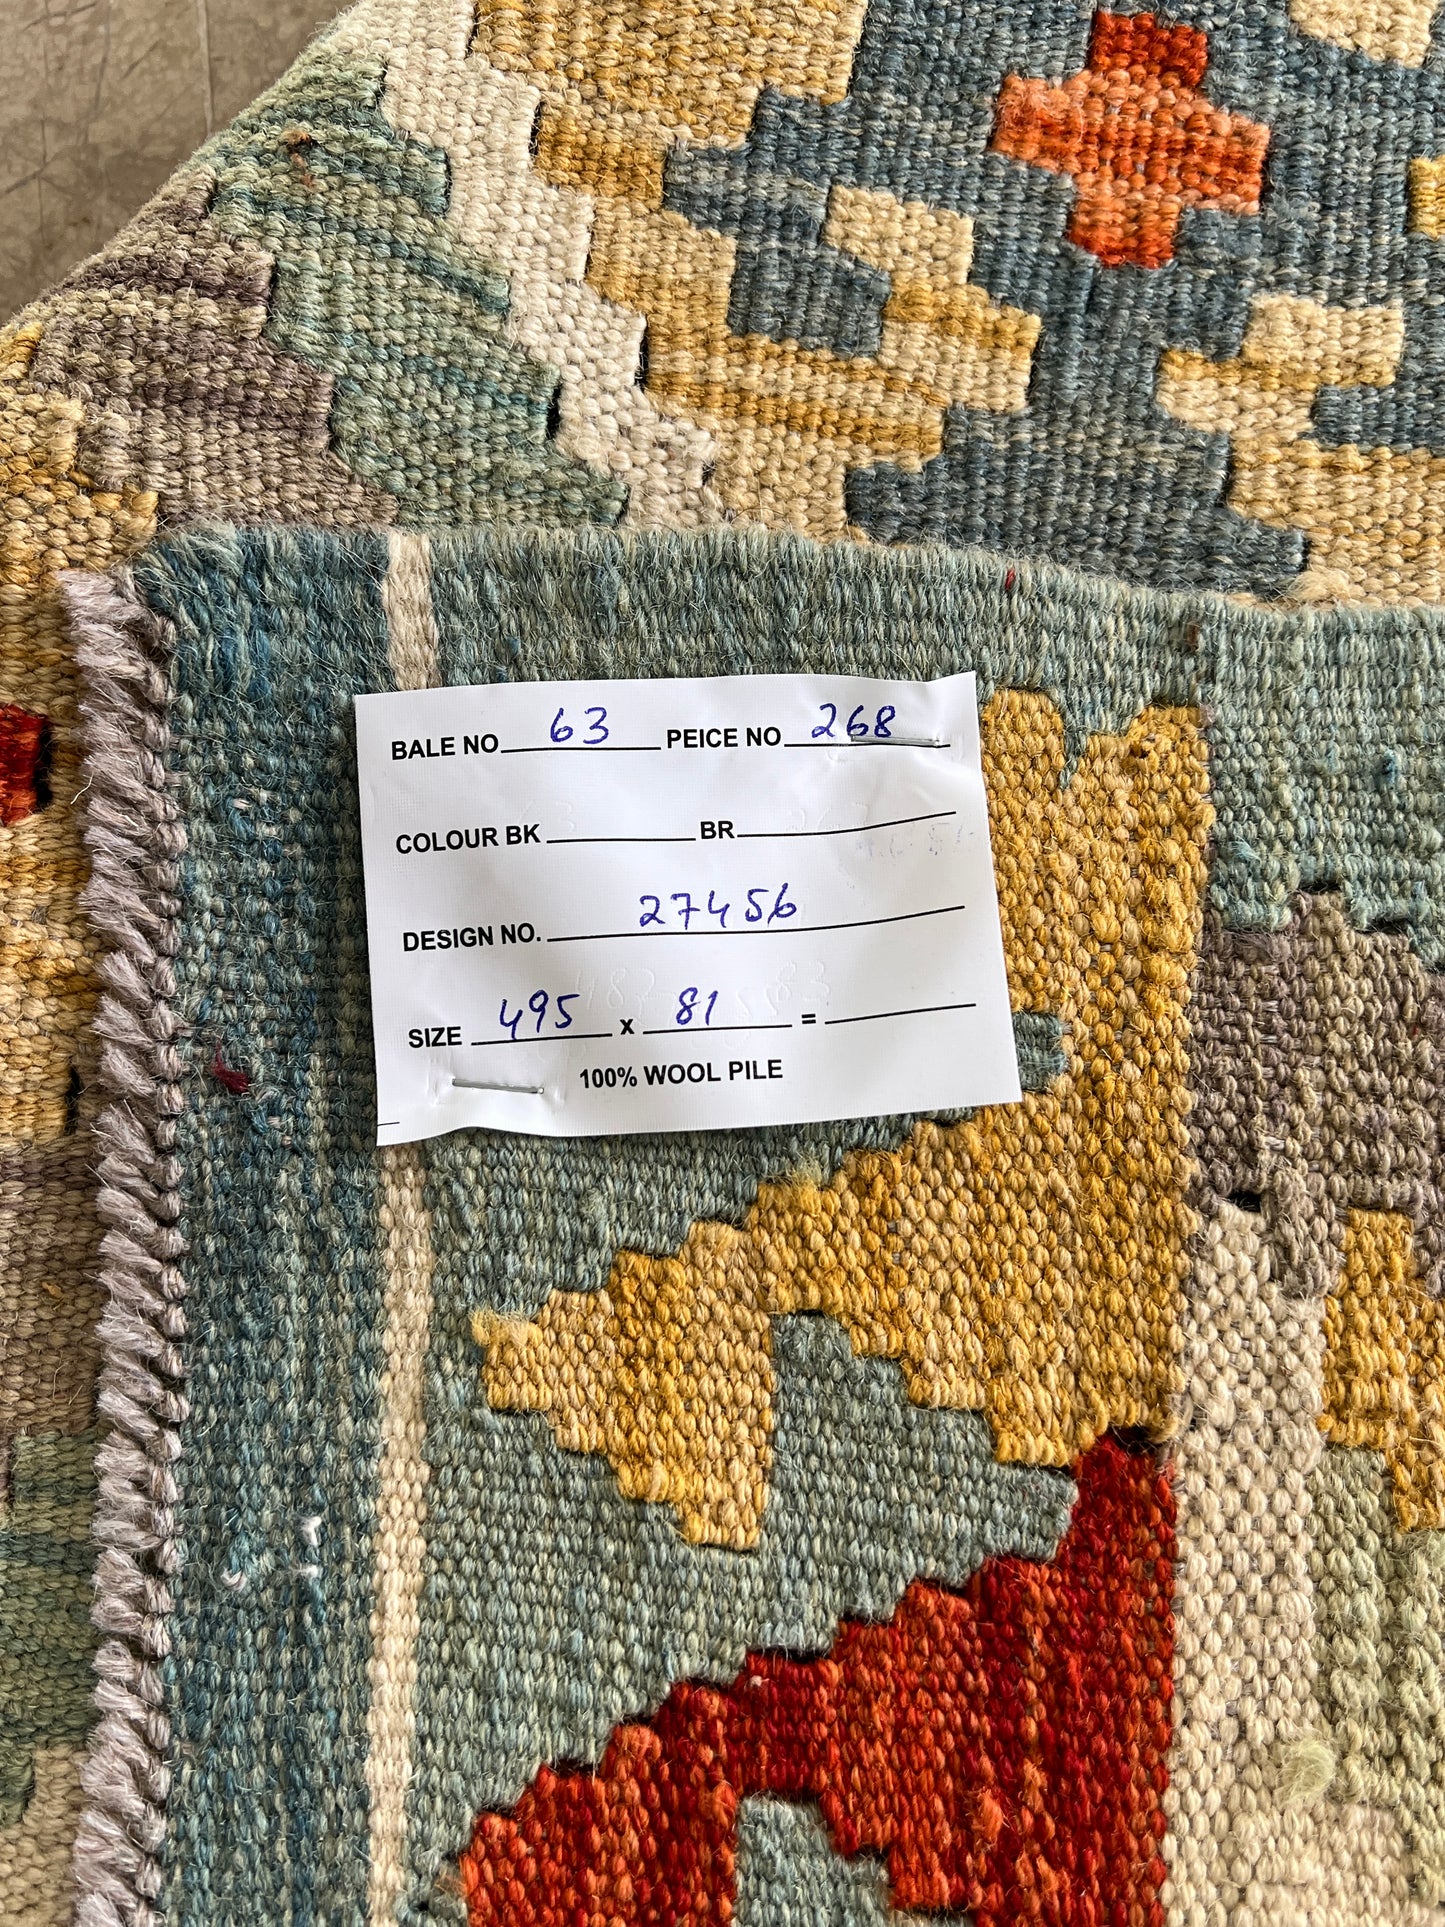 BALE NO 63 PEICE NO 268
COLOUR BK BR
DESIGN NO. 27456
SIZE 495 x 81 =
100% WOOL PILE